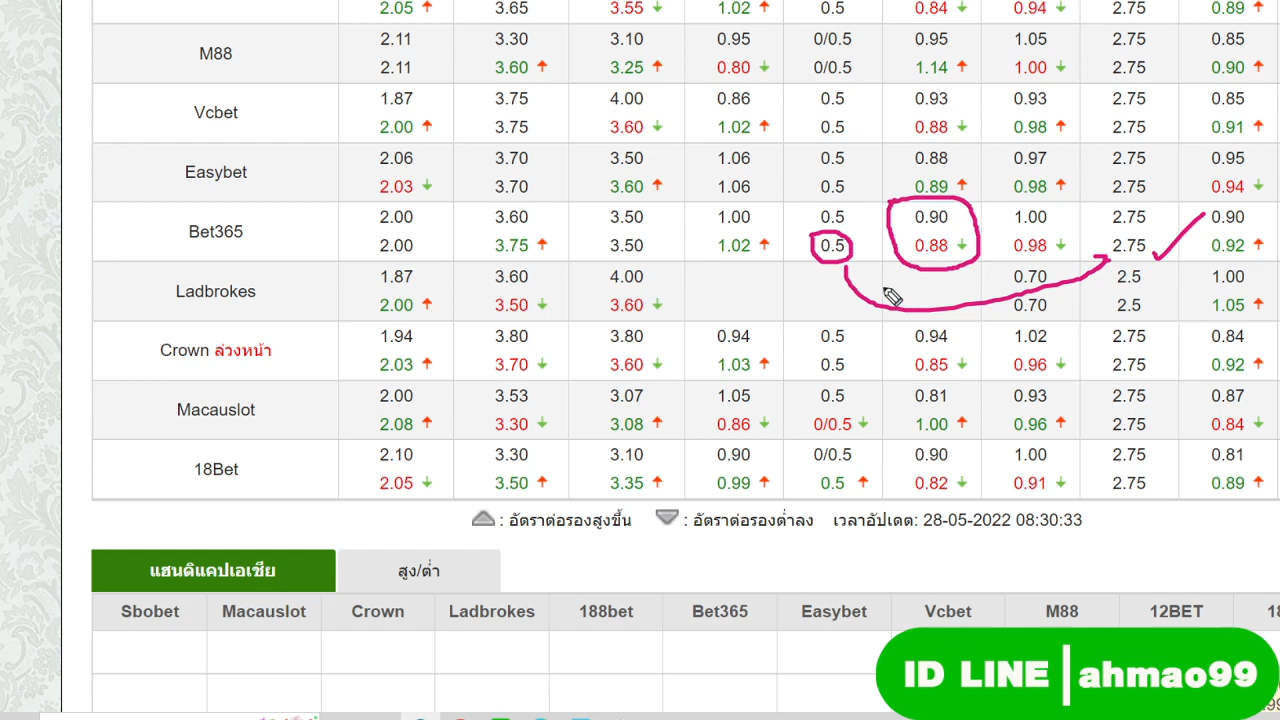 2.05 3.65 3.55 1.02 0.5 0.84 0.94 2.75 0.89
M88
2.11 3.30 3.10 0.95 0/0.5 0.95 1.05 2.75 0.85
2.11 3.60 3.25 0.80 0/0.5 1.14 1.00 2.75 0.90
Vcbet
1.87 3.75 4.00 0.86 0.5 0.93 0.93 2.75 0.85
2.00 3.75 3.60 1.02 0.5 0.88 0.98 2.75 0.91
Easybet
2.06 3.70 3.50 1.06 0.5 0.88 0.97 2.75 0.95
2.03 3.70 3.60 1.06 0.5 0.89 0.98 2.75 0.94
Bet365
2.00 3.60 3.50 1.00 0.5 0.90 1.00 2.75 0.90
2.00 3.75 3.50 1.02 0.5 0.88 0.98 2.75 0.92
Ladbrokes
1.87 3.60 4.00 0.70 2.5 1.00
2.00 3.50 3.60 0.70 2.5 1.05
Crown ล่วงหน้า
1.94 3.80 3.80 0.94 0.5 0.94 1.02 2.75 0.84
2.03 3.70 3.60 1.03 0.5 0.85 0.96 2.75 0.92
Macauslot
2.00 3.53 3.07 1.05 0.5 0.81 0.93 2.75 0.87
2.08 3.30 3.08 0.86 0/0.5 1.00 0.96 2.75 0.84
18Bet
2.10 3.30 3.10 0.90 0/0.5 0.90 1.00 2.75 0.81
2.05 3.50 3.35 0.99 0.5 0.82 0.91 2.75 0.89
: อัตราต่อรองสูงขึ้น : อัตราต่อรองต่ำลง เวลาอัปเดต: 28-05-2022 08:30:33
แฮนดิแคปเอเชีย สูง/ต่ำ
Sbobet Macauslot Crown Ladbrokes 188bet Bet365 Easybet Vcbet M88 12BET
ID LINE | ahmao99